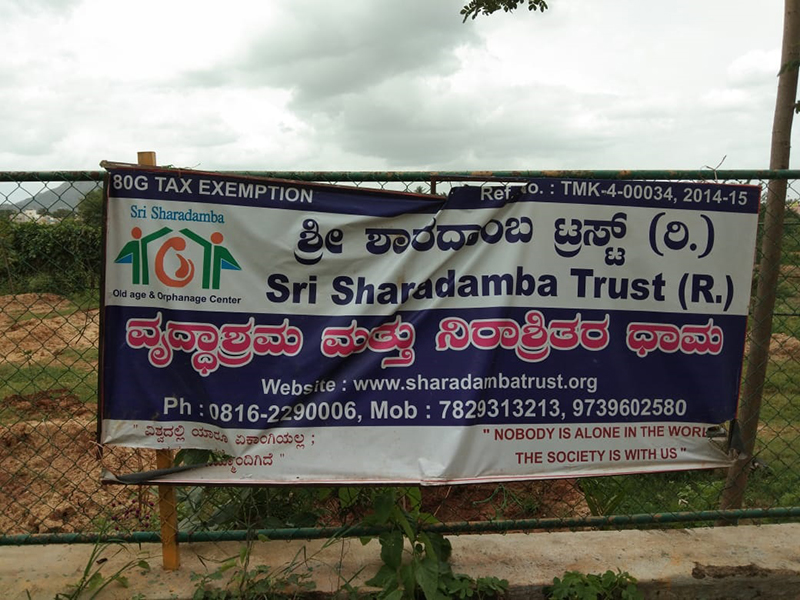 80G TAX EXEMPTION
Ref. No. : TMK-4-00034, 2014-15
Sri Sharadamba
Old age & Orphanage Center
ಶ್ರೀ ಶಾರದಾಂಬ ಟ್ರಸ್ಟ್ (ರಿ.)
Sri Sharadamba Trust (R.)
ವೃದ್ಧಾಶ್ರಮ ಮತ್ತು ನಿರಾಶ್ರಿತರ ಧಾಮ
Website : www.sharadambatrust.org
Ph : 0816-2290006, Mob : 7829313213, 9739602580
" ವಿಶ್ವದಲ್ಲಿ ಯಾರೂ ಏಕಾಂಗಿಯಲ್ಲ ;
" NOBODY IS ALONE IN THE WORL
THE SOCIETY IS WITH US "